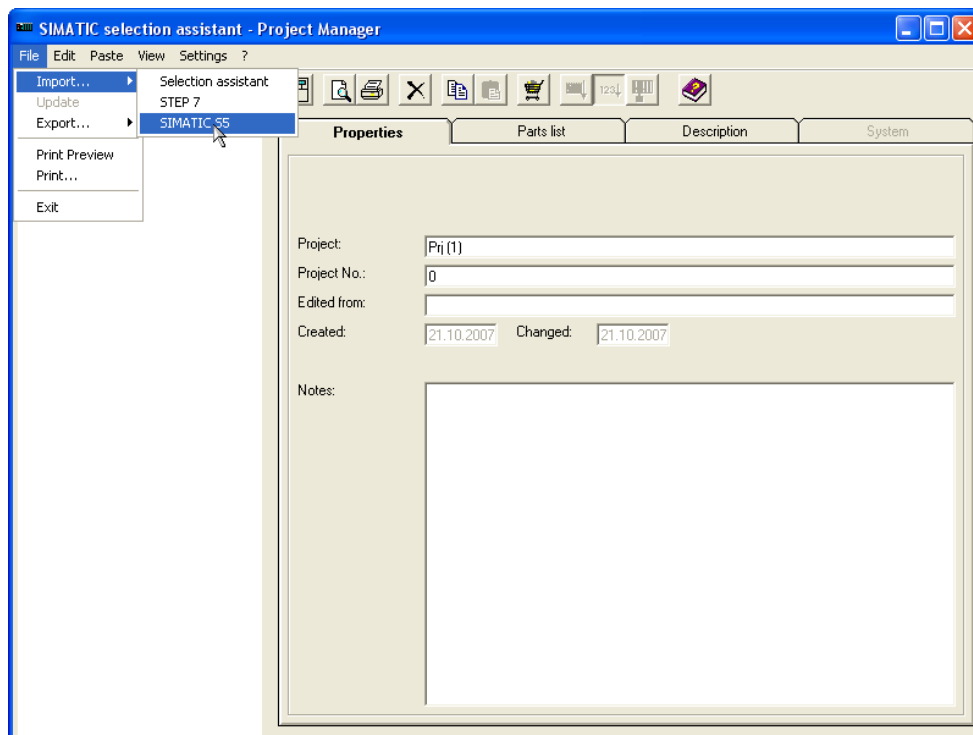 SIMATIC selection assistant - Project Manager
File Edit Paste View Settings ?
Import...
Update
Export...
Print Preview
Print...
Exit
Selection assistant
STEP 7
SIMATIC S5
123
Properties Parts list Description System
Project: Prj (1)
Project No.: 0
Edited from:
Created: 21.10.2007 Changed: 21.10.2007
Notes: